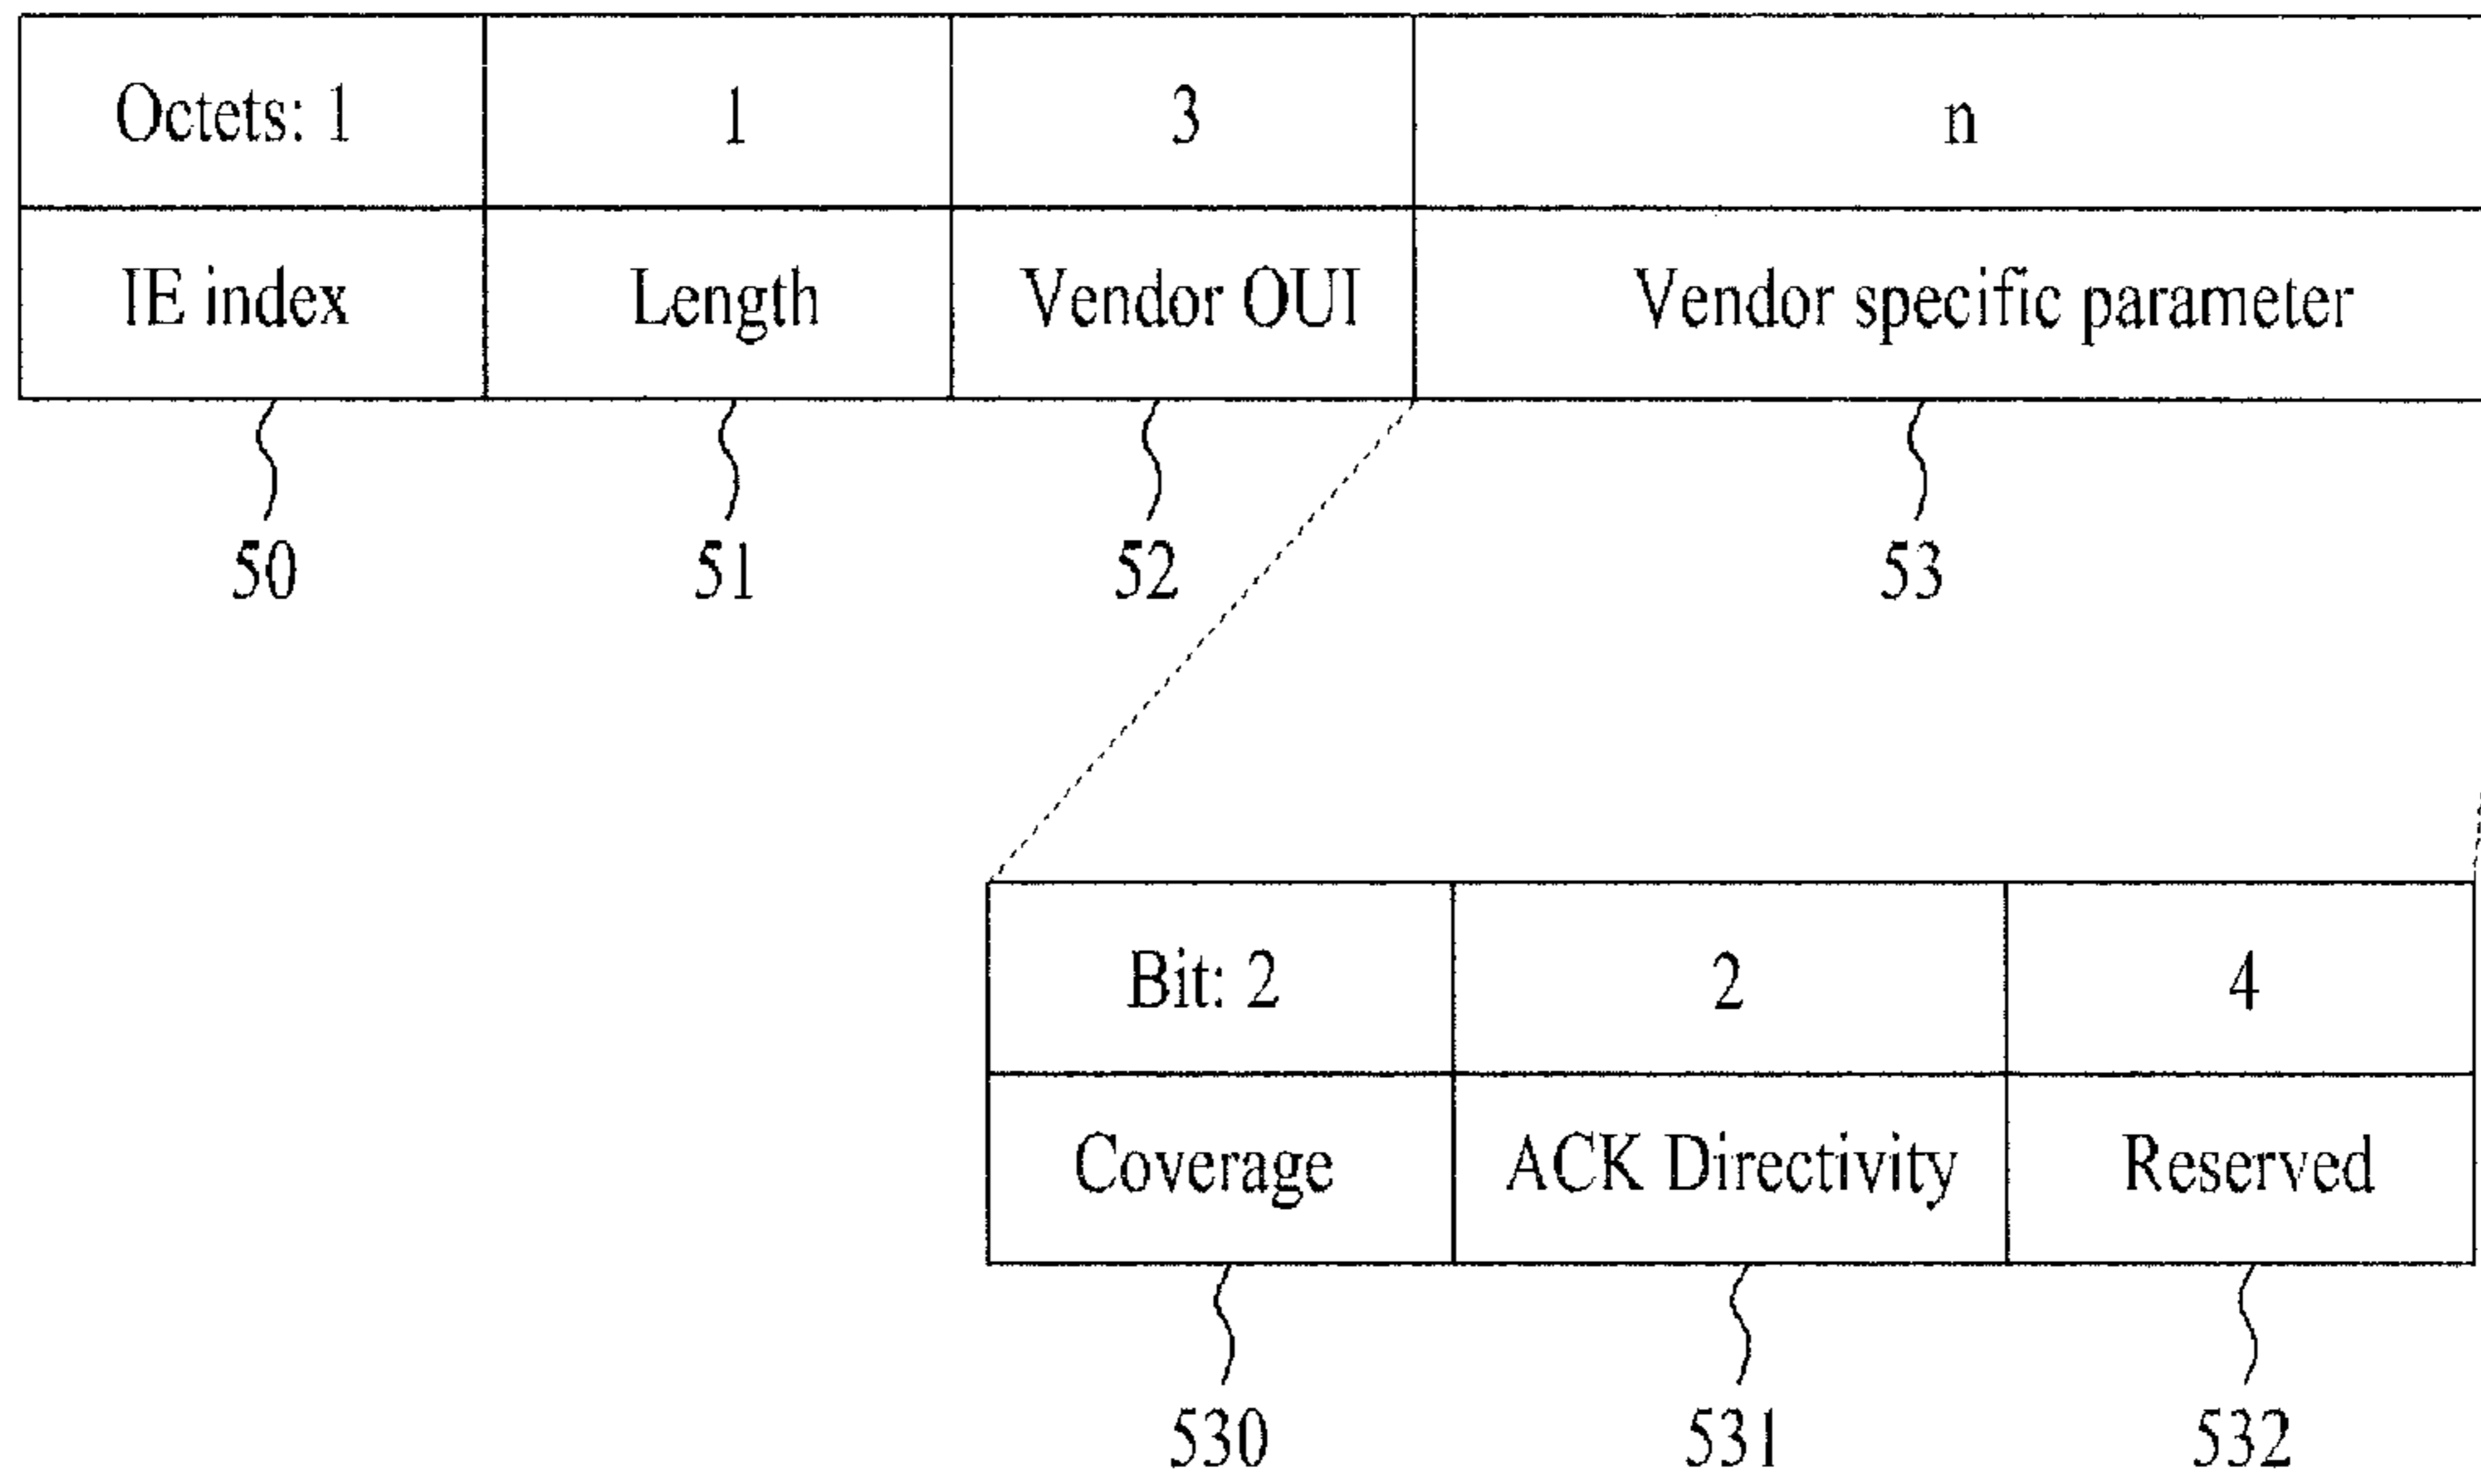 Octets: 1 1 3 n
IE index Length Vendor OUI Vendor specific parameter
50 51 52 53
Bit: 2 2 4
Coverage ACK Directivity Reserved
530 531 532